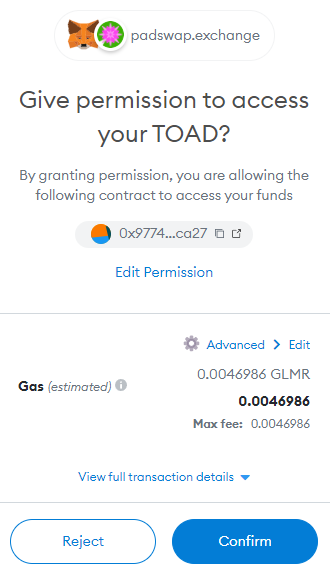 padswap.exchange
Give permission to access
your TOAD?
By granting permission, you are allowing the
following contract to access your funds
0x9774...ca27
Edit Permission
Advanced Edit
Gas (estimated) 0.0046986 GLMR
0.0046986
Max fee: 0.0046986
View full transaction details
Reject Confirm